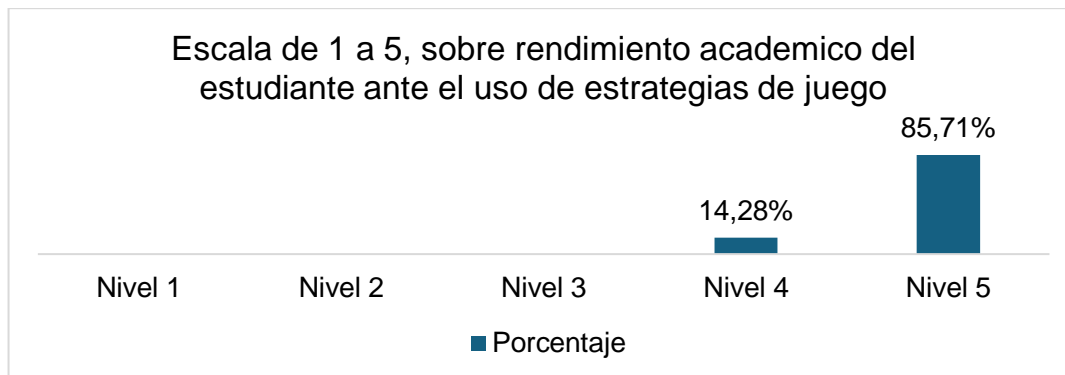 Escala de 1 a 5, sobre rendimiento academico del
estudiante ante el uso de estrategias de juego
85,71%
14,28%
Nivel 1 Nivel 2 Nivel 3 Nivel 4 Nivel 5
Porcentaje